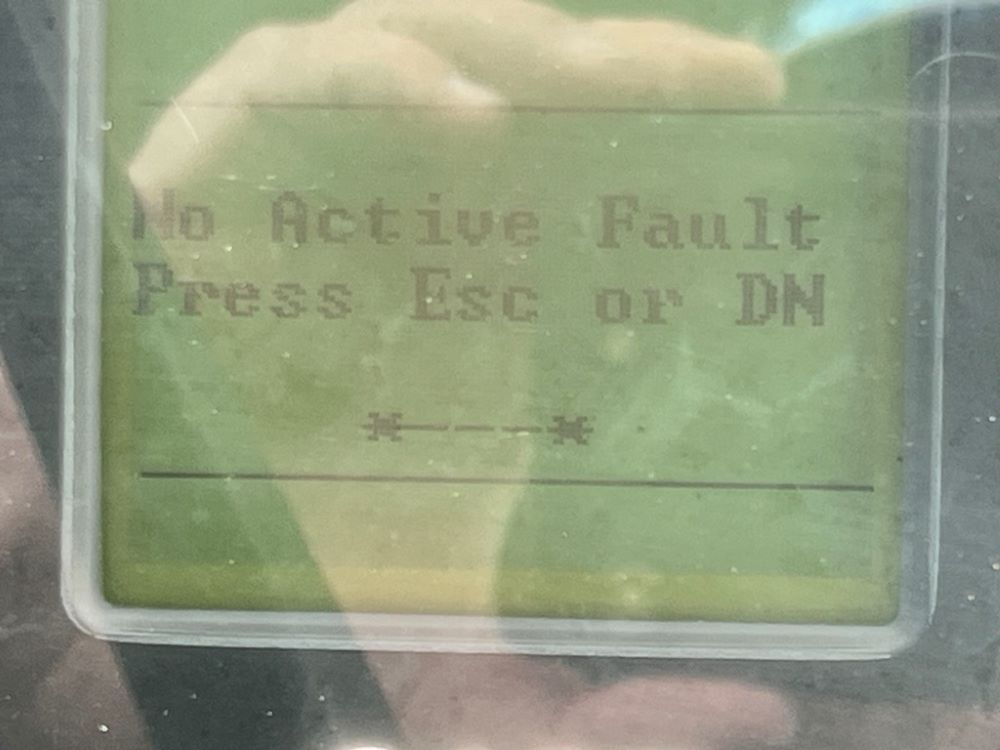 No Active Fault
Press Esc or DN
*---*